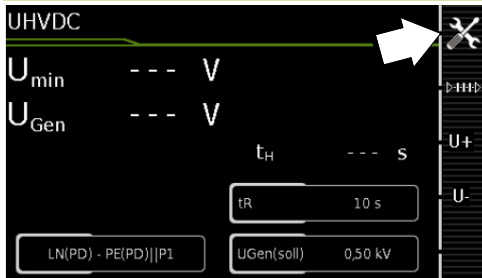 UHVDC
Umin --- V
UGen --- V
tH --- s
U+
U-
tR 10 s
LN(PD) - PE(PD)||P1
UGen(soll) 0,50 kV